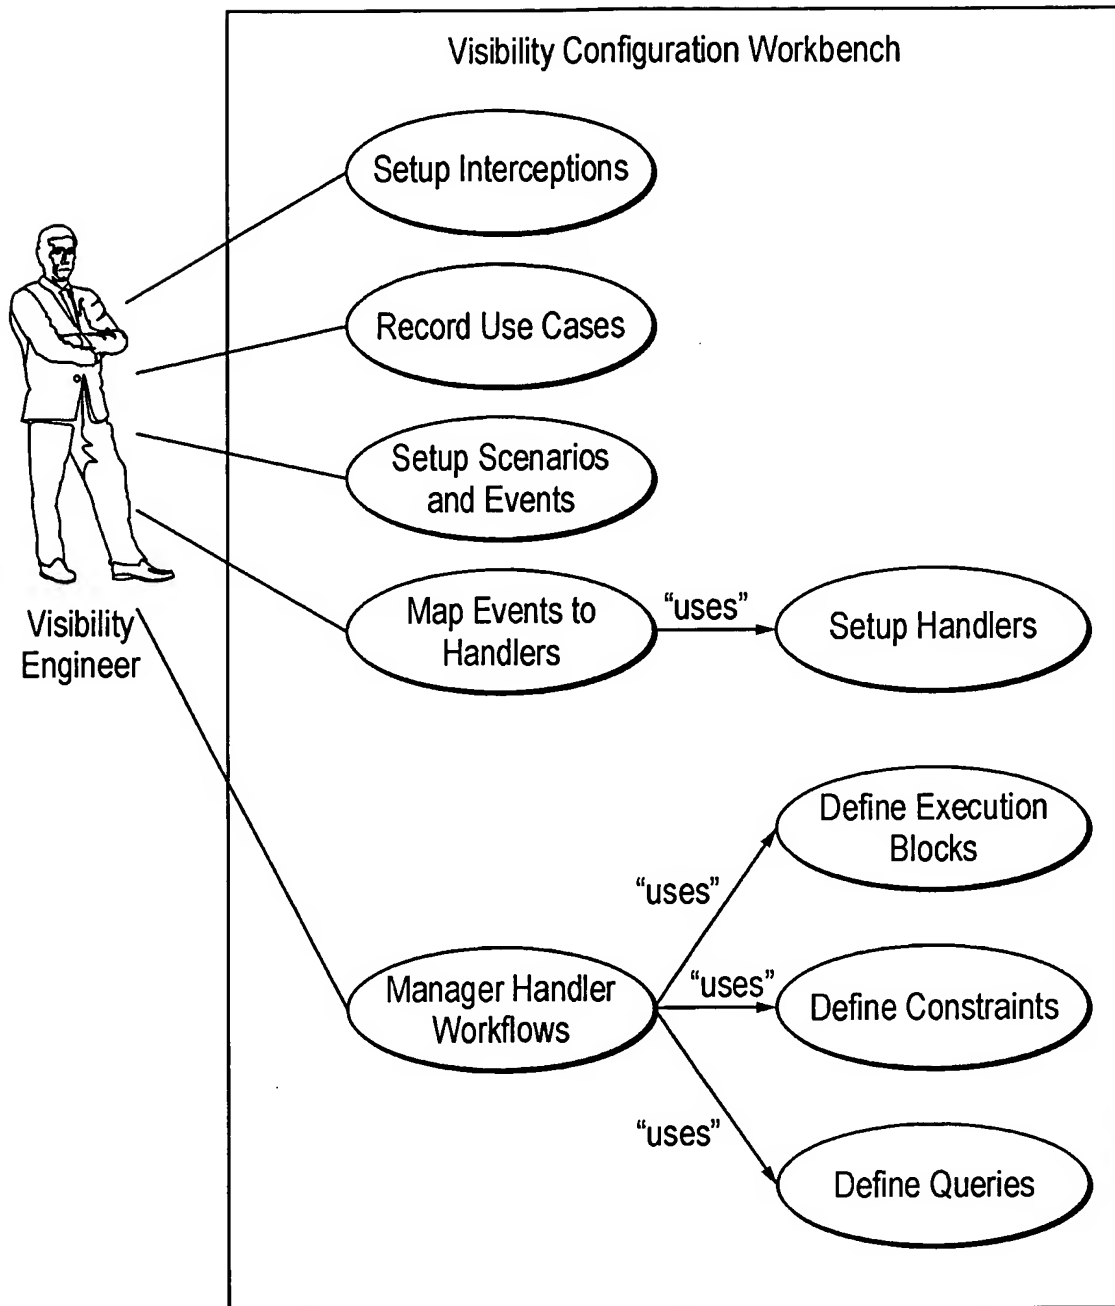 Visibility Configuration Workbench
Setup Interceptions
Record Use Cases
Setup Scenarios
and Events
Map Events to
Handlers
“uses”
Setup Handlers
Visibility
Engineer
Define Execution
Blocks
“uses”
Manager Handler
Workflows
“uses”
Define Constraints
“uses”
Define Queries